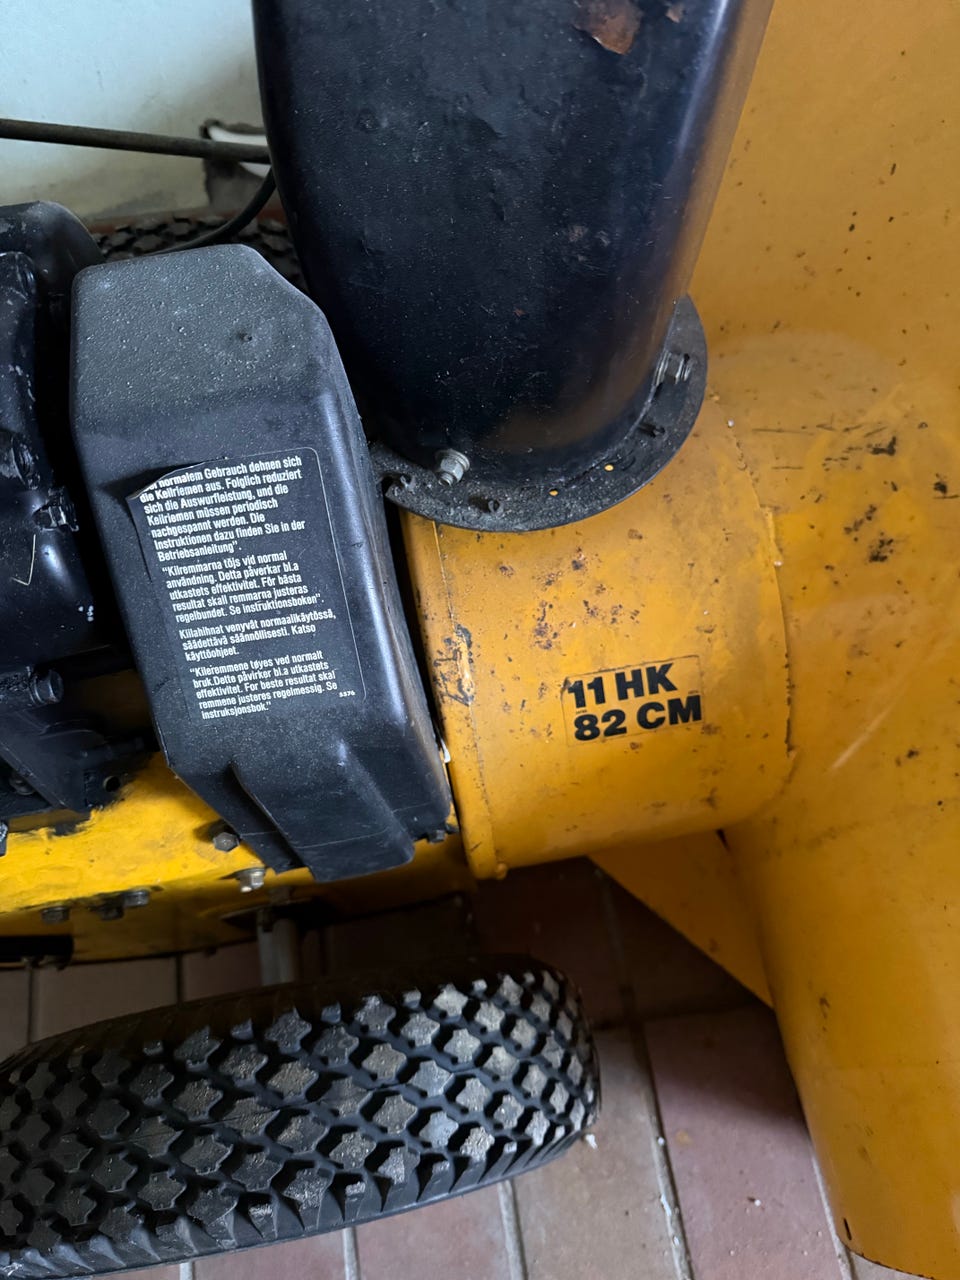 normalem Gebrauch dehnen sich
die Keilriemen aus. Folglich reduziert
sich die Auswurfleistung, und die
Keilriemen müssen periodisch
nachgespannt werden. Die
Instruktionen dazu finden Sie in der
Betriebsanleitung".
"Kilremmarna töjs vid normal
användning. Detta påverkar bl.a
utkastets effektivitet. För bästa
resultat skall remmarna justeras
regelbundet. Se instruktionsboken"
Kiilahihnat venyvät normaalikäytössä,
säädettävä säännöllisesti. Katso
käyttöohjeet.
"Kileremmene tøyes ved normalt
bruk.Dette påvirker bl.a utkastets
effektivitet. For beste resultat skal
remmene justeres regelmessig. Se
instruksjonsbok."
5376
11 HK
82 CM